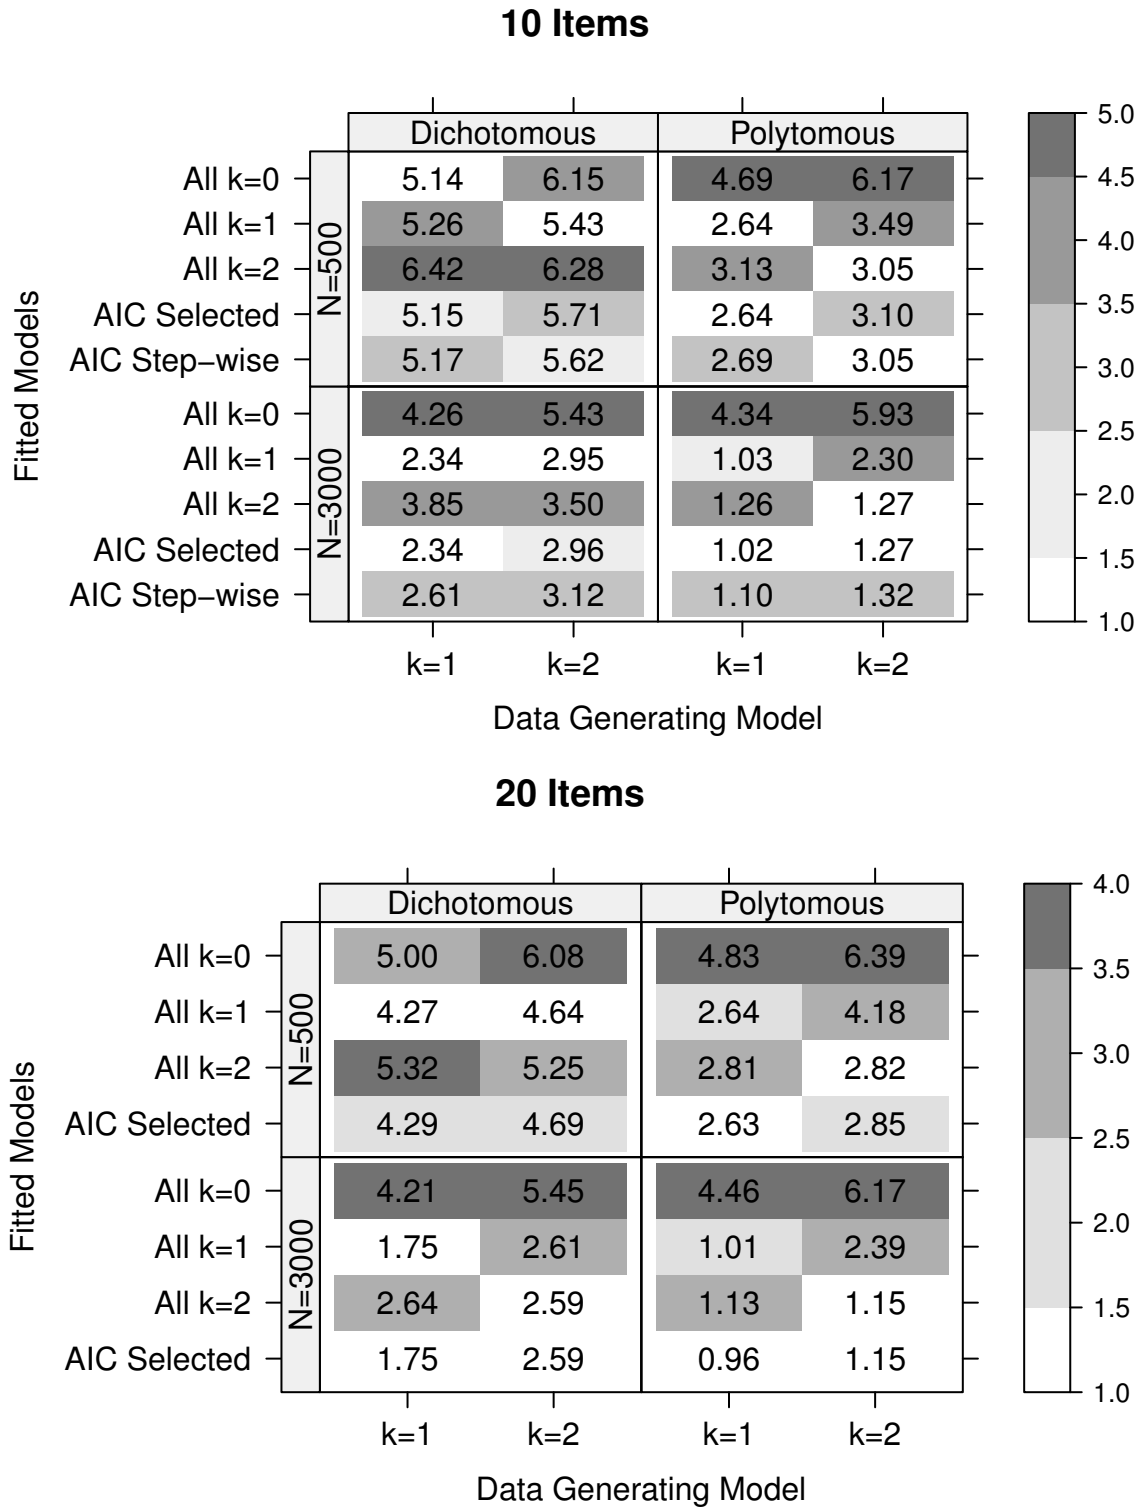 10 Items
Dichotomous Polytomous
All k=0 5.14 6.15 4.69 6.17
All k=1 5.26 5.43 2.64 3.49
All k=2 6.42 6.28 3.13 3.05
AIC Selected 5.15 5.71 2.64 3.10
AIC Step−wise 5.17 5.62 2.69 3.05
N=500
All k=0 4.26 5.43 4.34 5.93
All k=1 2.34 2.95 1.03 2.30
All k=2 3.85 3.50 1.26 1.27
AIC Selected 2.34 2.96 1.02 1.27
AIC Step−wise 2.61 3.12 1.10 1.32
N=3000
Fitted Models
k=1 k=2 k=1 k=2
Data Generating Model
5.0
4.5
4.0
3.5
3.0
2.5
2.0
1.5
1.0
20 Items
Dichotomous Polytomous
All k=0 5.00 6.08 4.83 6.39
All k=1 4.27 4.64 2.64 4.18
All k=2 5.32 5.25 2.81 2.82
AIC Selected 4.29 4.69 2.63 2.85
N=500
All k=0 4.21 5.45 4.46 6.17
All k=1 1.75 2.61 1.01 2.39
All k=2 2.64 2.59 1.13 1.15
AIC Selected 1.75 2.59 0.96 1.15
N=3000
Fitted Models
k=1 k=2 k=1 k=2
Data Generating Model
4.0
3.5
3.0
2.5
2.0
1.5
1.0